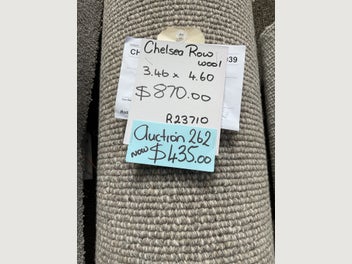 Chelsea Row
wool
3.46 x 4.60
$870.00
R23710
Auction 262
NOW $435.00